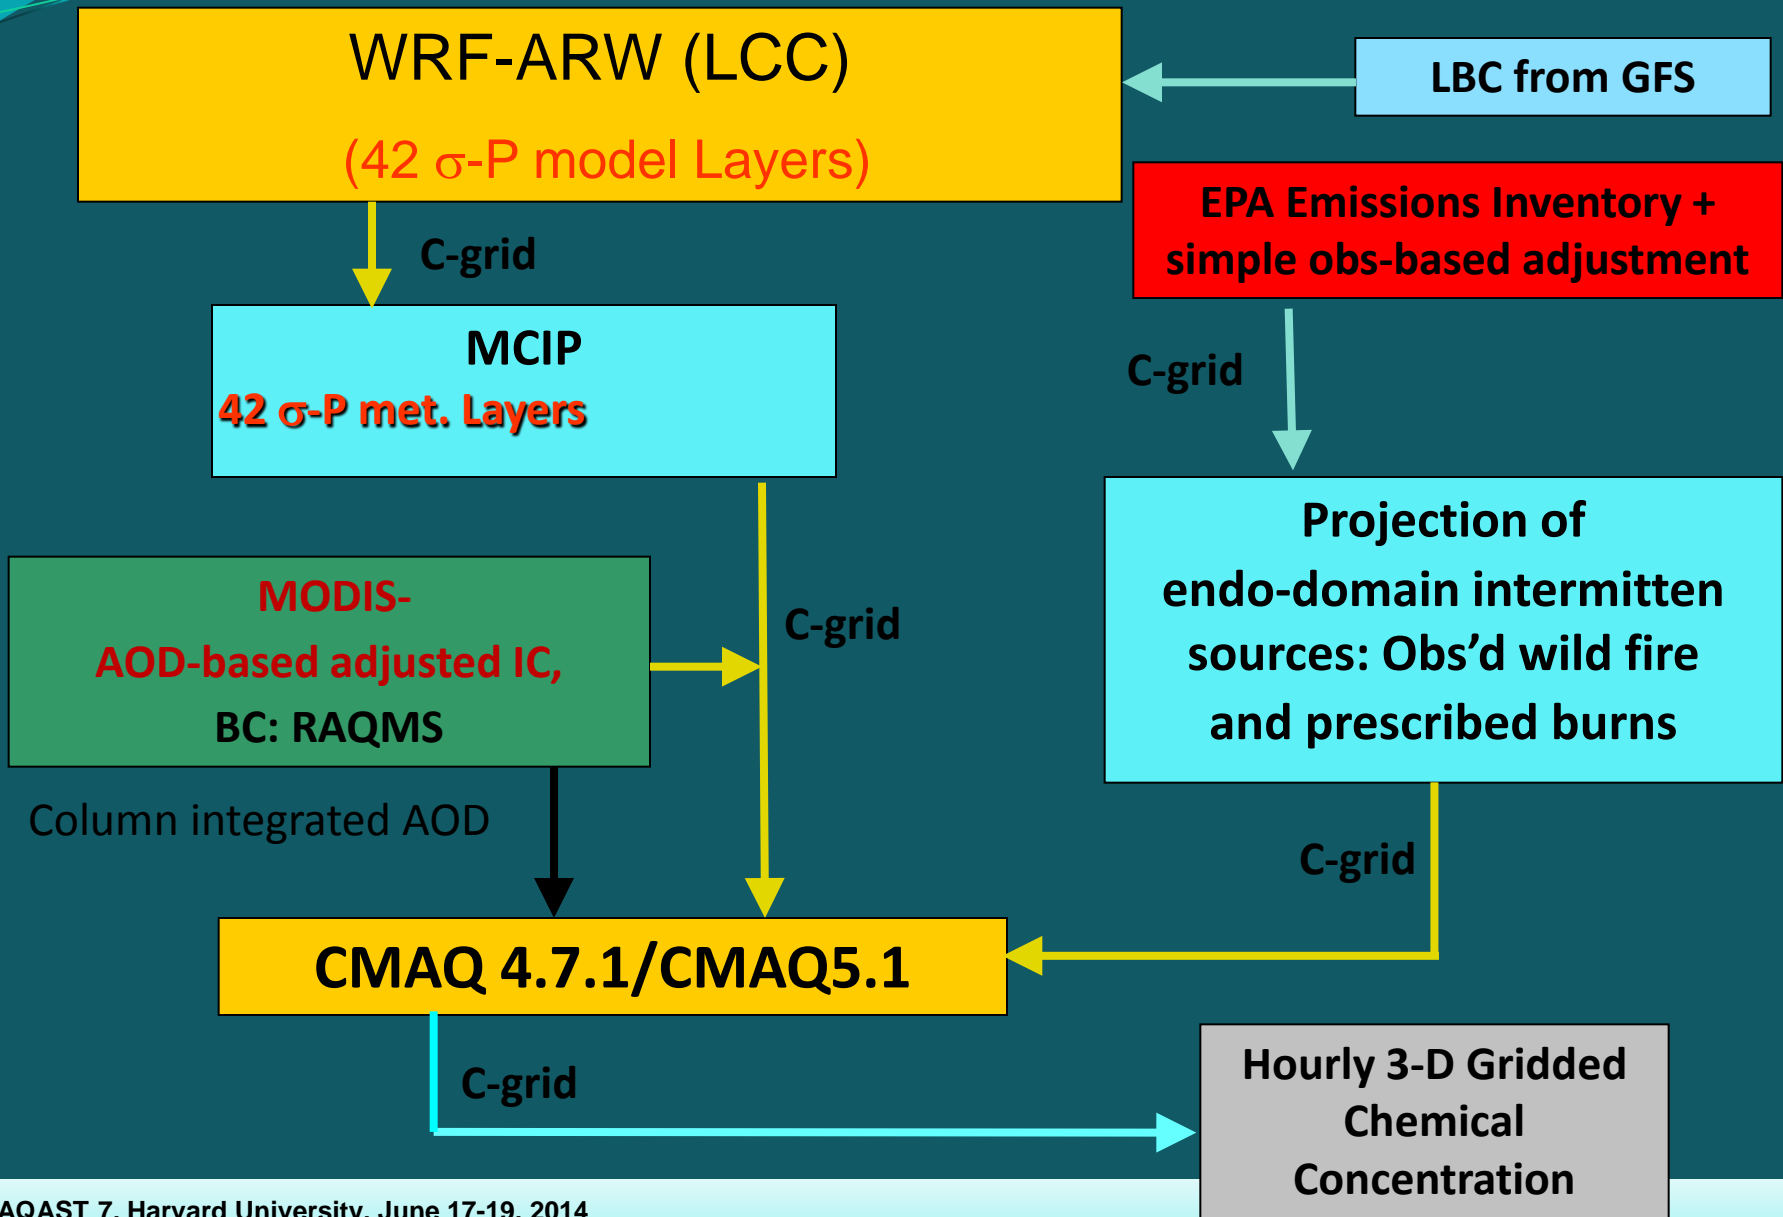 WRF-ARW (LCC)
(42 σ-P model Layers)
LBC from GFS
EPA Emissions Inventory +
simple obs-based adjustment
C-grid
C-grid
MCIP
42 σ-P met. Layers
Projection of
endo-domain intermitten
sources: Obs’d wild fire
and prescribed burns
MODIS-
AOD-based adjusted IC,
BC: RAQMS
C-grid
Column integrated AOD
C-grid
CMAQ 4.7.1/CMAQ5.1
C-grid
Hourly 3-D Gridded
Chemical
Concentration
AQAST 7, Harvard University, June 17-19, 2014